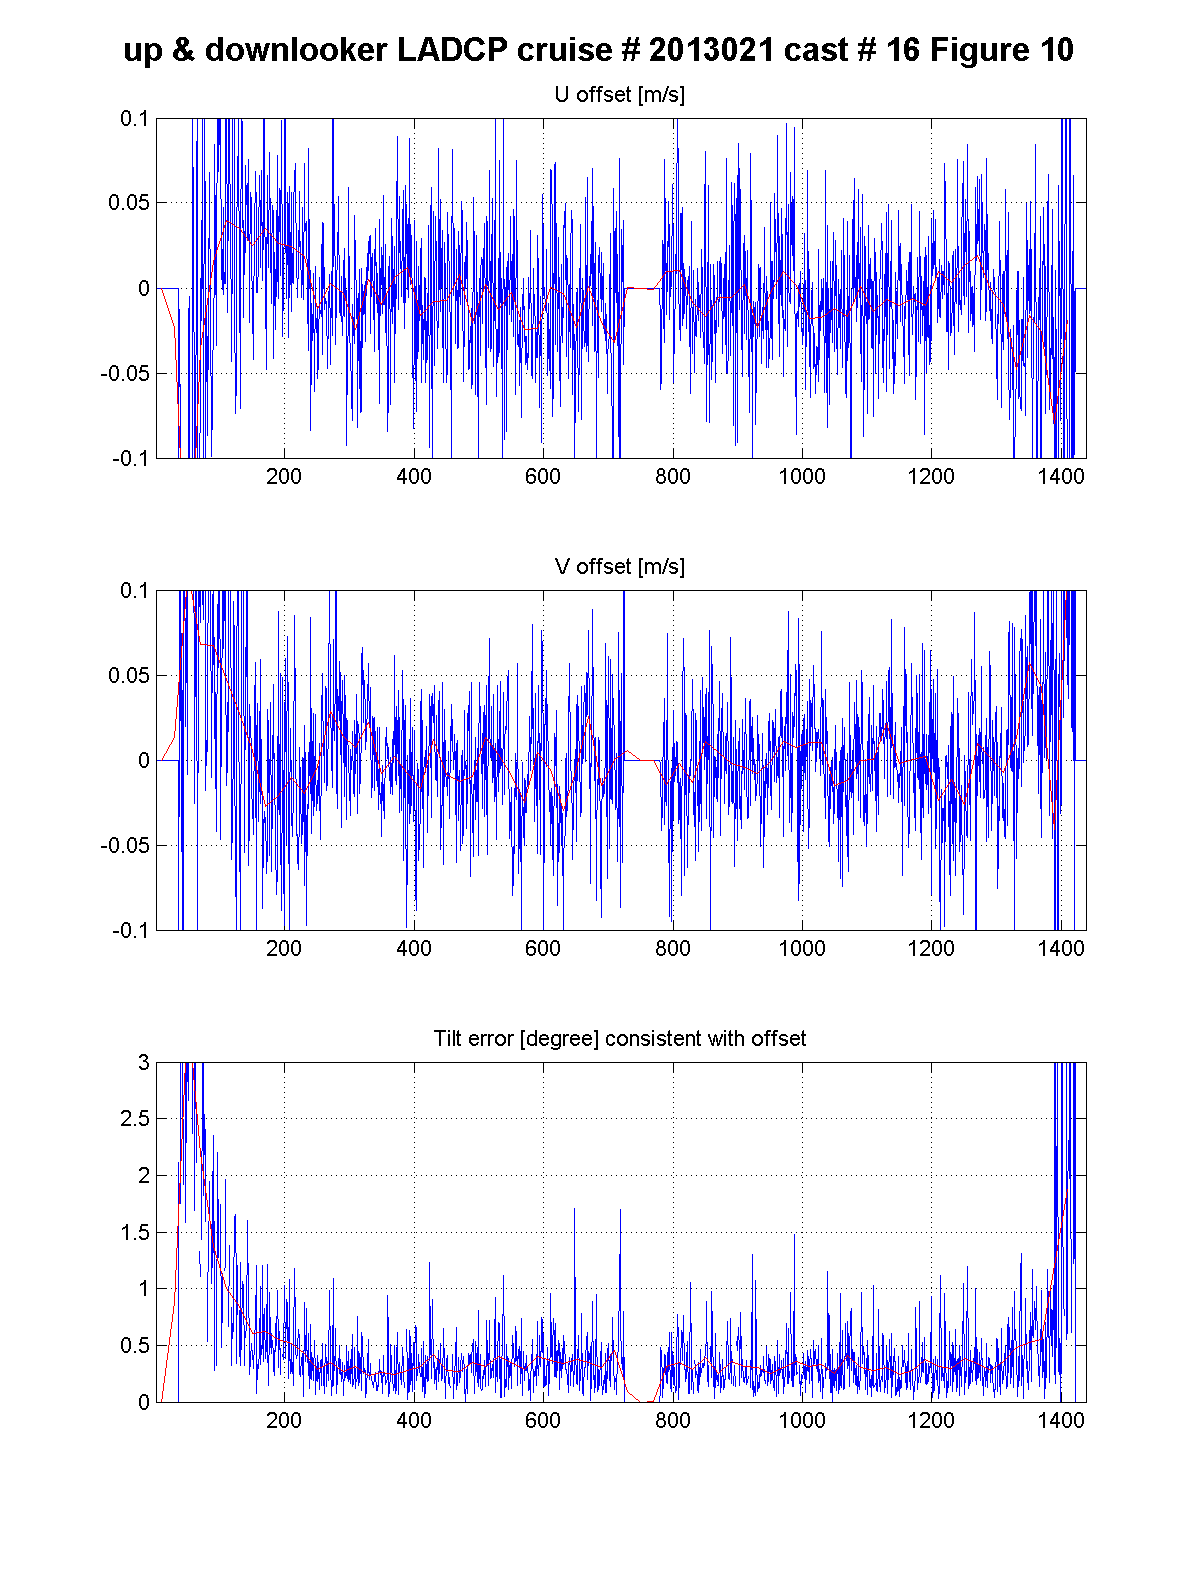 up & downlooker LADCP cruise # 2013021 cast # 16 Figure 10
U offset [m/s]
0.1
0.05
0
-0.05
-0.1
200 400 600 800 1000 1200 1400
V offset [m/s]
0.1
0.05
0
-0.05
-0.1
200 400 600 800 1000 1200 1400
Tilt error [degree] consistent with offset
3
2.5
2
1.5
1
0.5
0
200 400 600 800 1000 1200 1400